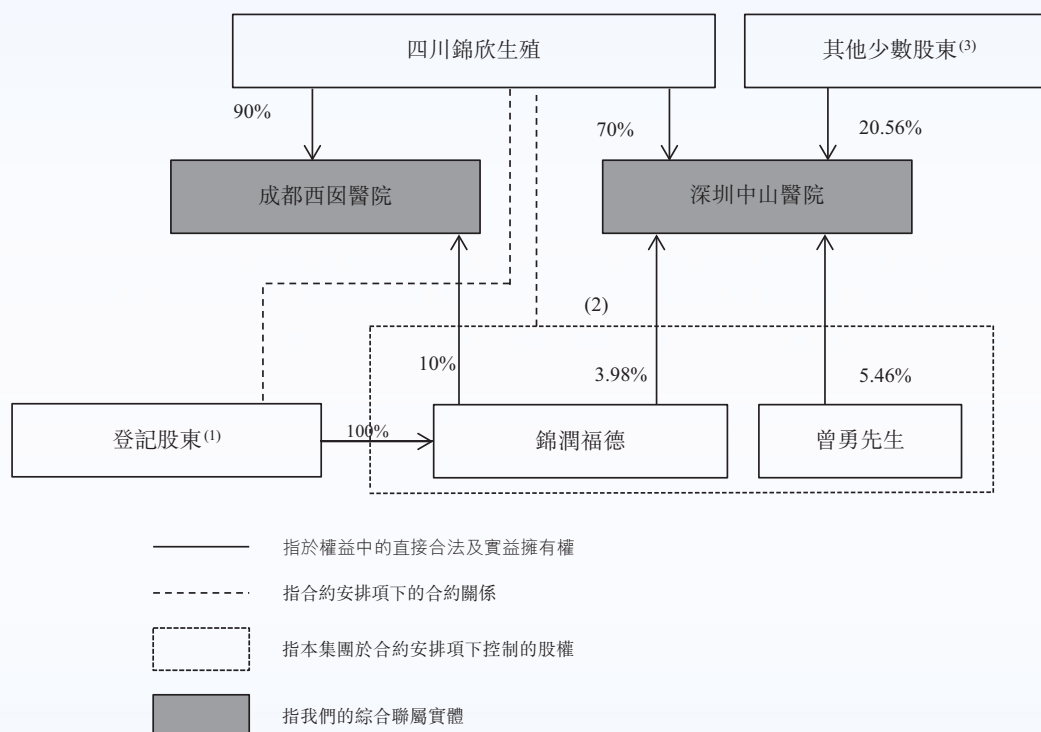 四川錦欣生殖
其他少數股東(3)
90%
70%
20.56%
成都西囡醫院
深圳中山醫院
(2)
10%
3.98%
5.46%
登記股東(1)
100%
錦潤福德
曾勇先生
指於權益中的直接合法及實益擁有權
指合約安排項下的合約關係
指本集團於合約安排項下控制的股權
指我們的綜合聯屬實體